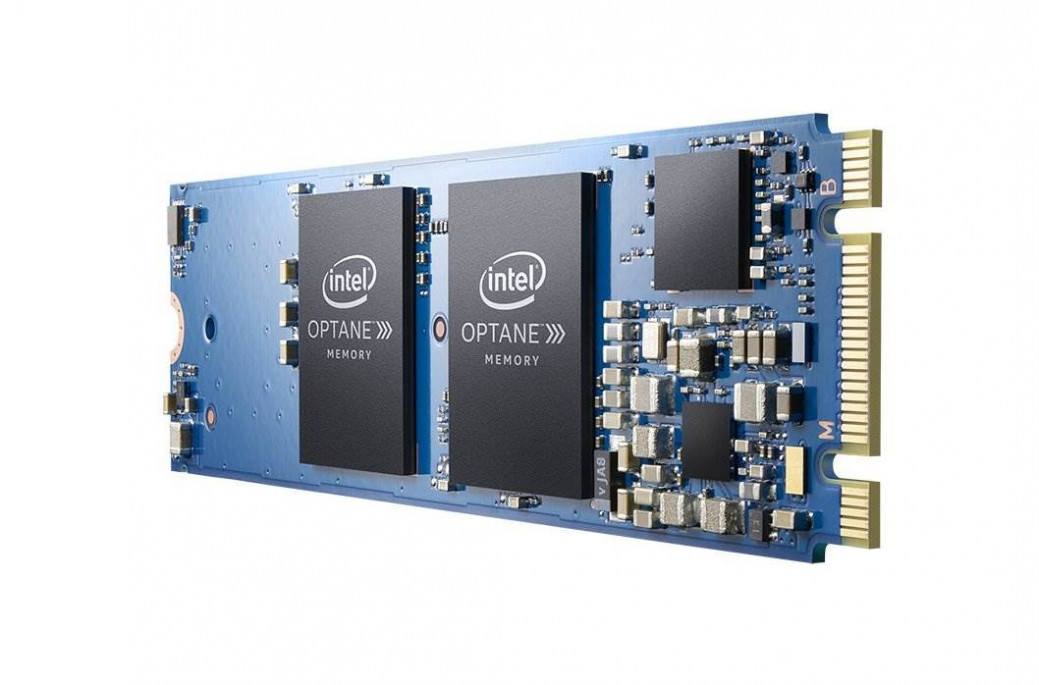 intel
OPTANE
MEMORY
intel
OPTANE
MEMORY
B
M